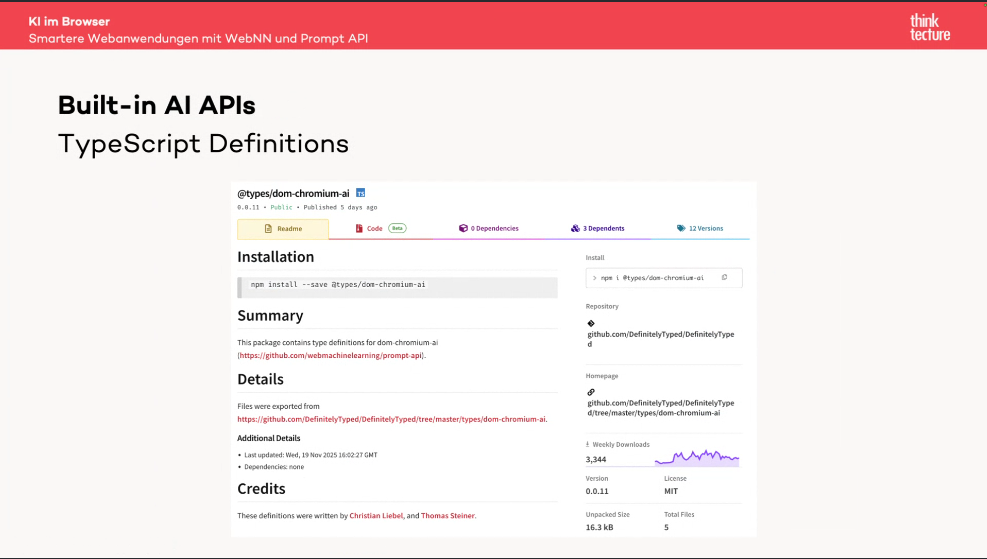 KI im Browser
Smartere Webanwendungen mit WebNN und Prompt API
think
tecture
Built-in AI APIs
TypeScript Definitions
@types/dom-chromium-ai TS
0.0.11 • Public • Published 5 days ago
Readme
Code Beta
0 Dependencies
3 Dependents
12 Versions
Installation
npm install --save @types/dom-chromium-ai
Summary
This package contains type definitions for dom-chromium-ai
(https://github.com/webmachinelearning/prompt-api).
Details
Files were exported from
https://github.com/DefinitelyTyped/DefinitelyTyped/tree/master/types/dom-chromium-ai.
Additional Details
• Last updated: Wed, 19 Nov 2025 16:02:27 GMT
• Dependencies: none
Credits
These definitions were written by Christian Liebel, and Thomas Steiner.
Install
> npm i @types/dom-chromium-ai
Repository
github.com/DefinitelyTyped/DefinitelyType
d
Homepage
github.com/DefinitelyTyped/DefinitelyType
d/tree/master/types/dom-chromium-ai
Weekly Downloads
3,344
Version
License
0.0.11
MIT
Unpacked Size
Total Files
16.3 kB
5